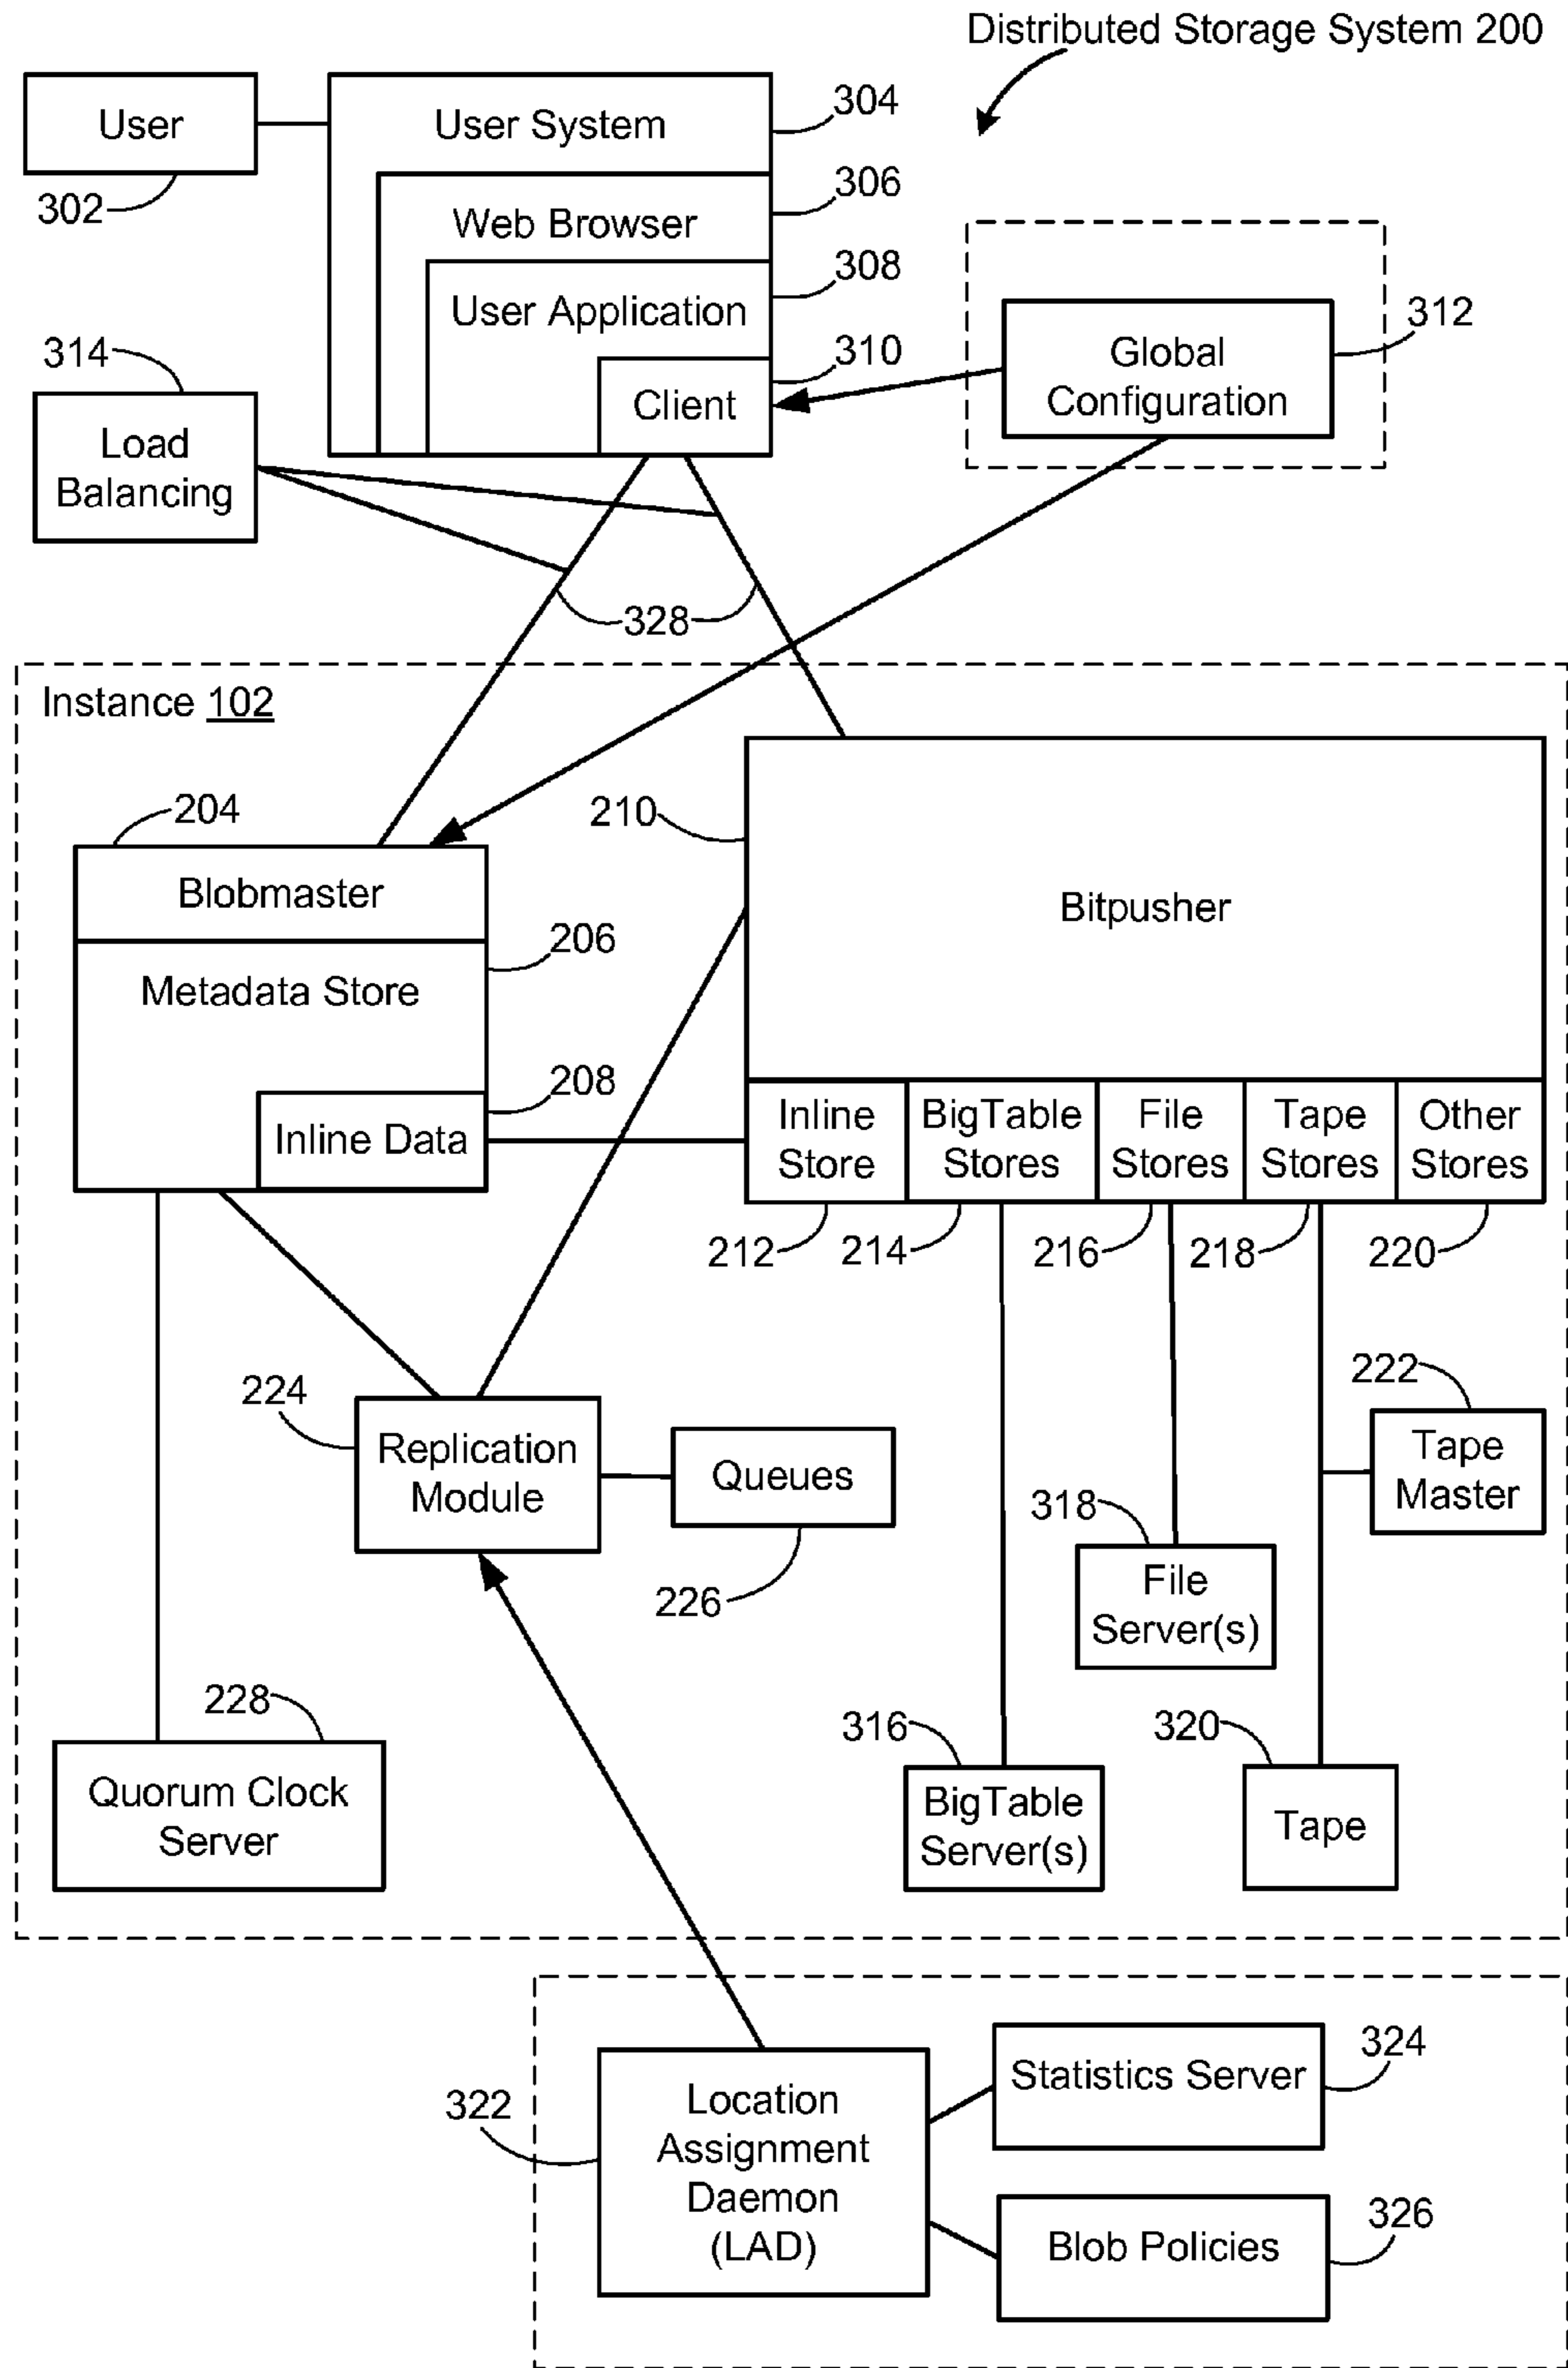 Distributed Storage System 200
User
302
User System
304
Web Browser
306
User Application
308
Client
310
Global
Configuration
312
314
Load
Balancing
328
Instance 102
204
Blobmaster
206
Metadata Store
208
Inline Data
210
Bitpusher
Inline
Store
BigTable
Stores
File
Stores
Tape
Stores
Other
Stores
212
214
216
218
220
224
Replication
Module
Queues
226
222
Tape
Master
318
File
Server(s)
228
Quorum Clock
Server
316
BigTable
Server(s)
320
Tape
322
Location
Assignment
Daemon
(LAD)
Statistics Server
324
Blob Policies
326